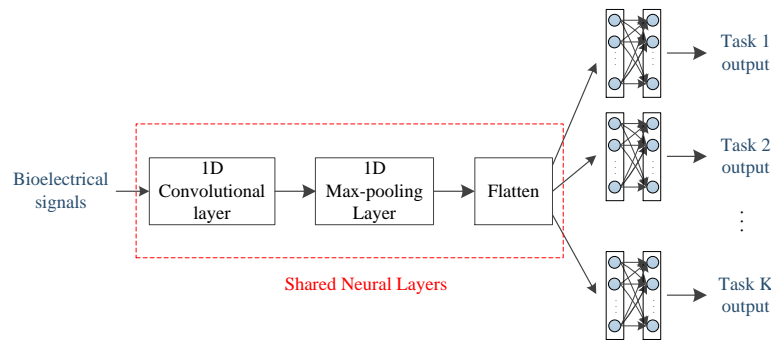 Bioelectrical
signals
1D
Convolutional
layer
1D
Max-pooling
Layer
Flatten
Shared Neural Layers
Task 1
output
Task 2
output
Task K
output